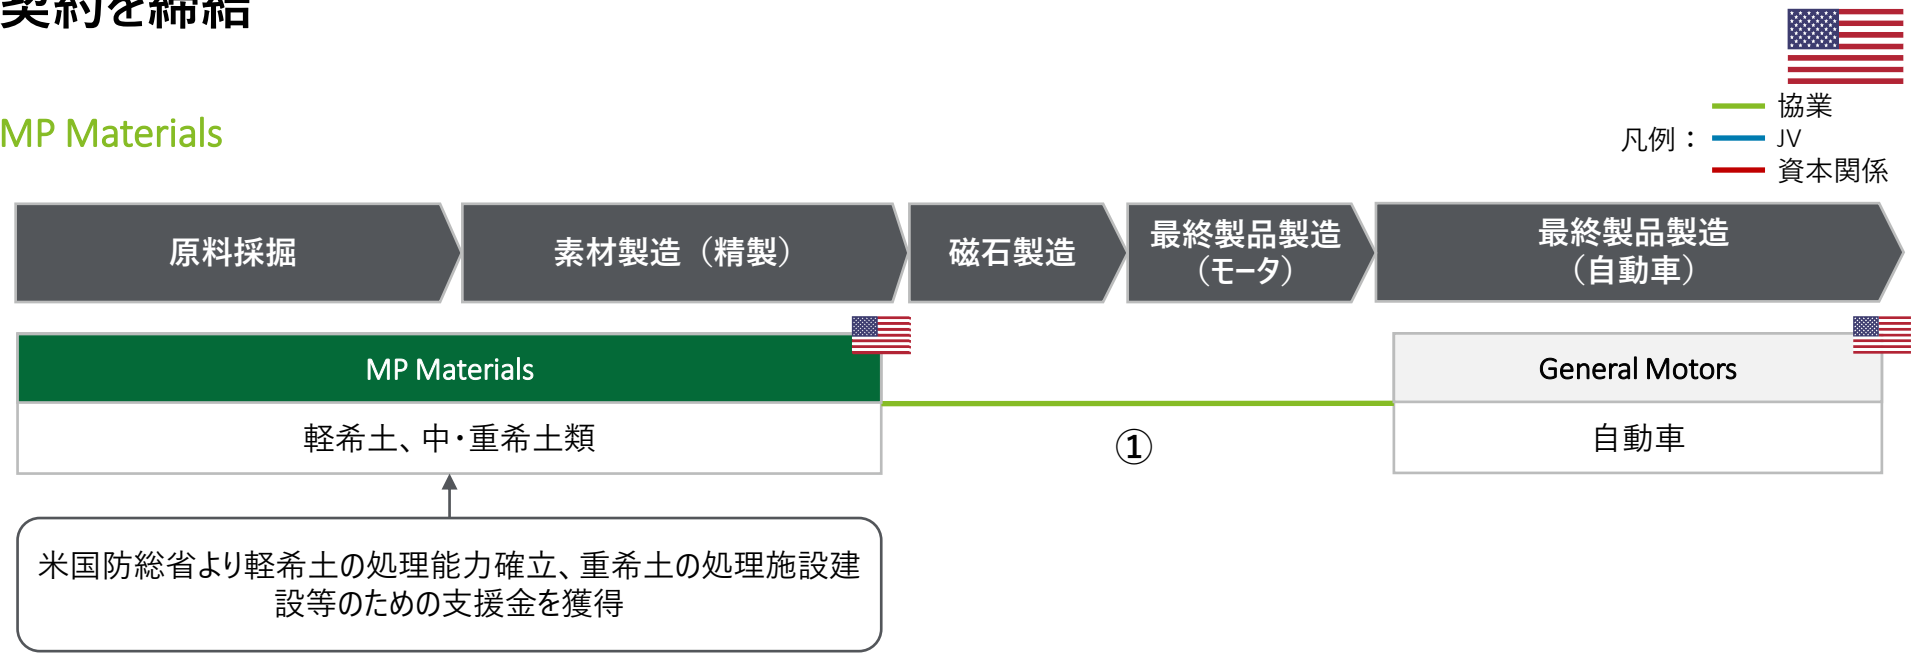 契約を締結
MP Materials
凡例：
協業
JV
資本関係
原料採掘
素材製造（精製）
磁石製造
最終製品製造
（モータ）
最終製品製造
（自動車）
MP Materials
軽希土、中・重希土類
①
General Motors
自動車
米国防総省より軽希土の処理能力確立、重希土の処理施設建
設等のための支援金を獲得